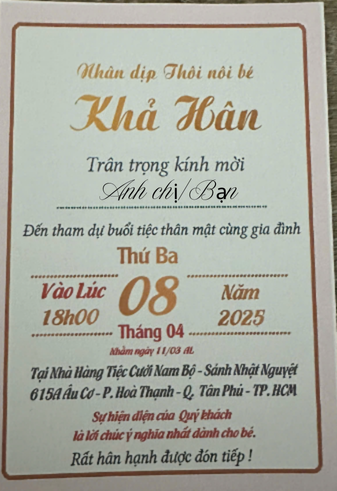 Nhân dịp Thôi nôi bé
Khả Hân
Trân trọng kính mời
Anh chị/Bạn
Đến tham dự buổi tiệc thân mật cùng gia đình
Thứ Ba
Vào Lúc 08 Năm
18h00 2025
Tháng 04
Nhằm ngày 11/03 ÂL
Tại Nhà Hàng Tiệc Cưới Nam Bộ - Sảnh Nhật Nguyệt
615A Âu Cơ - P. Hoà Thạnh - Q. Tân Phú - TP. HCM
Sự hiện diện của Quý khách
là lời chúc ý nghĩa nhất dành cho bé.
Rất hân hạnh được đón tiếp !